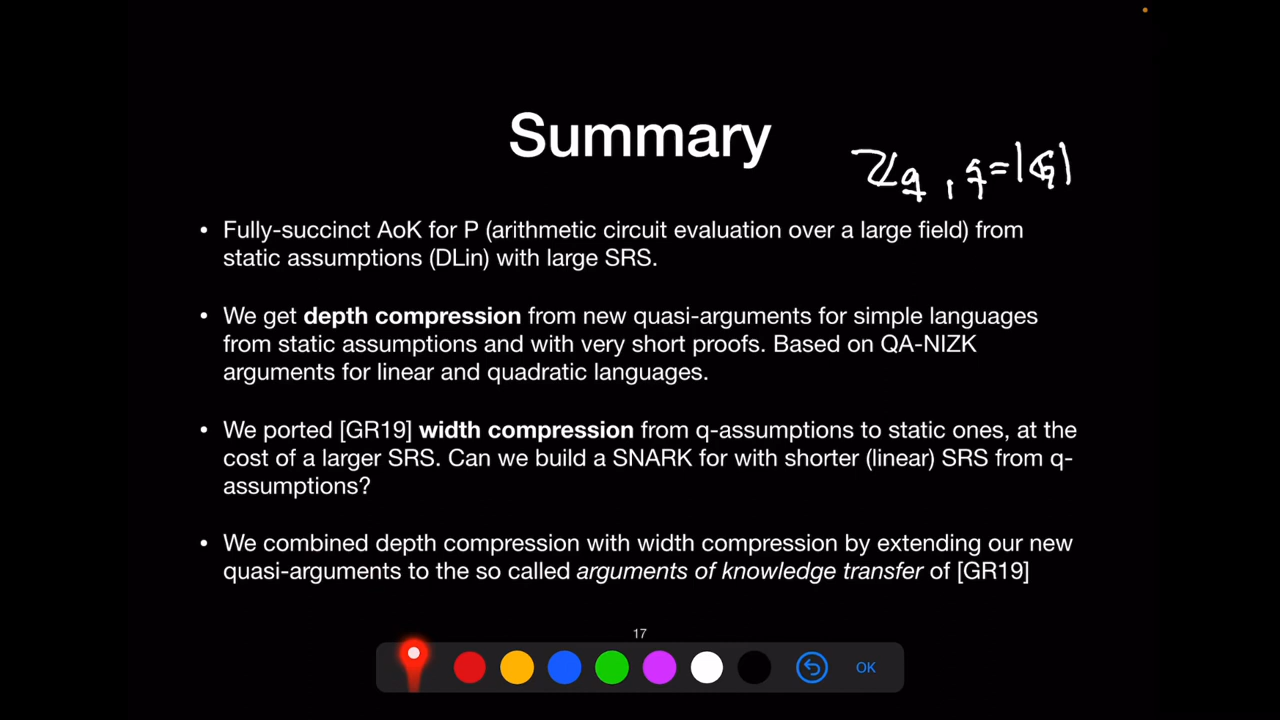 Summary
ℤq , q=|𝔾|
• Fully-succinct AoK for P (arithmetic circuit evaluation over a large field) from
static assumptions (DLin) with large SRS.
• We get depth compression from new quasi-arguments for simple languages
from static assumptions and with very short proofs. Based on QA-NIZK
arguments for linear and quadratic languages.
• We ported [GR19] width compression from q-assumptions to static ones, at the
cost of a larger SRS. Can we build a SNARK for with shorter (linear) SRS from q-
assumptions?
• We combined depth compression with width compression by extending our new
quasi-arguments to the so called arguments of knowledge transfer of [GR19]
17
OK